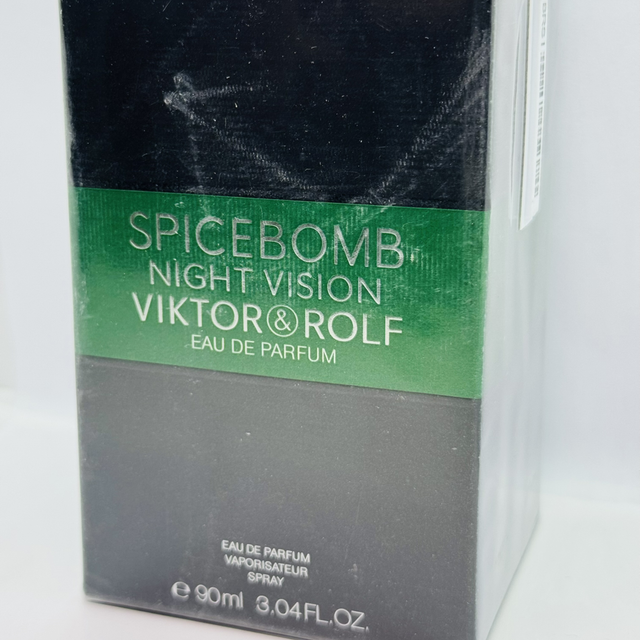 SPICEBOMB
NIGHT VISION
VIKTOR&ROLF
EAU DE PARFUM
EAU DE PARFUM
VAPORISATEUR
SPRAY
℮ 90ml 3.04FL.OZ.